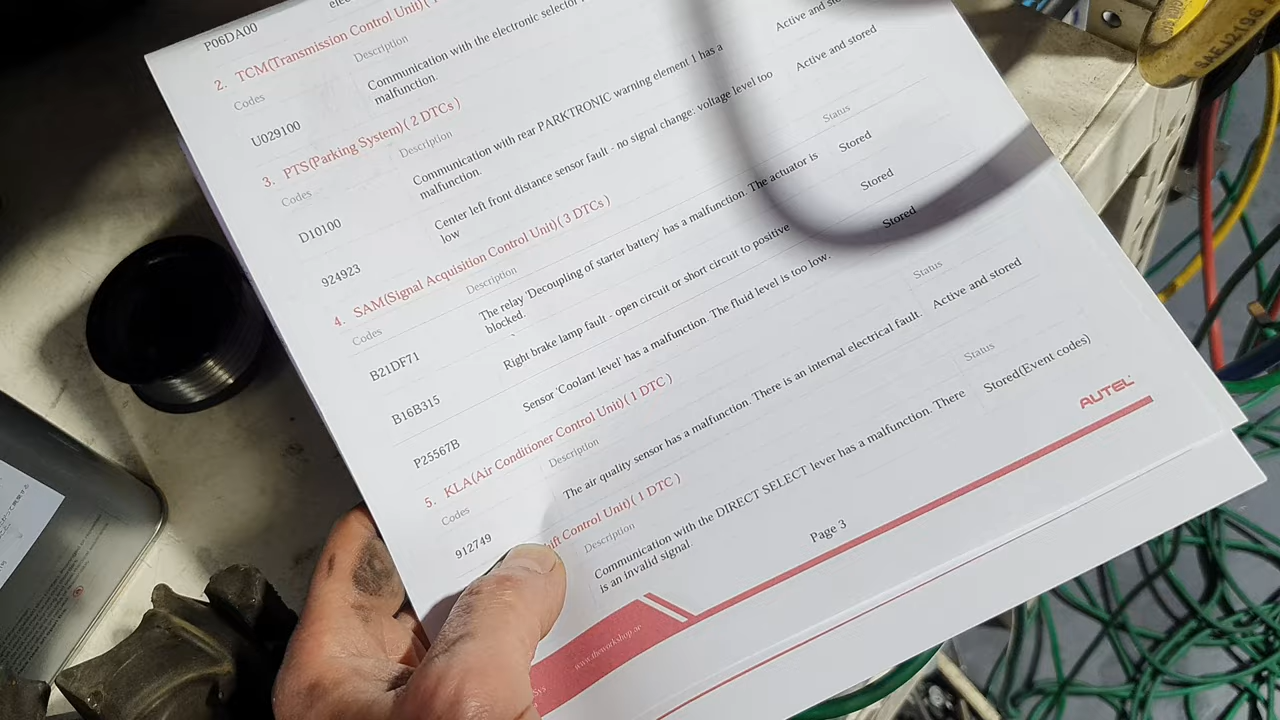 P06DA00
2. TCM(Transmission Control Unit)(
Codes Description
U029100 Communication with the electronic selector
malfunction. Active and
3. PTS(Parking System)( 2 DTCs )
Codes Description
D10100 Communication with rear PARKTRONIC warning element 1 has a
malfunction. Active and stored
924923 Center left front distance sensor fault - no signal change: voltage level too
low
4. SAM(Signal Acquisition Control Unit)( 3 DTCs )
Codes Description Status
B21DF71 The relay 'Decoupling of starter battery' has a malfunction. The actuator is
blocked. Stored
B16B315 Right brake lamp fault - open circuit or short circuit to positive Stored
P25567B Sensor 'Coolant level' has a malfunction. The fluid level is too low. Stored
5. KLA(Air Conditioner Control Unit)( 1 DTC )
Codes Description Status
912749 The air quality sensor has a malfunction. There is an internal electrical fault. Active and stored
Control Unit)( 1 DTC )
Description Status
Communication with the DIRECT SELECT lever has a malfunction. There
is an invalid signal Stored(Event codes)
Page 3
AUTEL
www.theworkshop.se
SAEJ2196